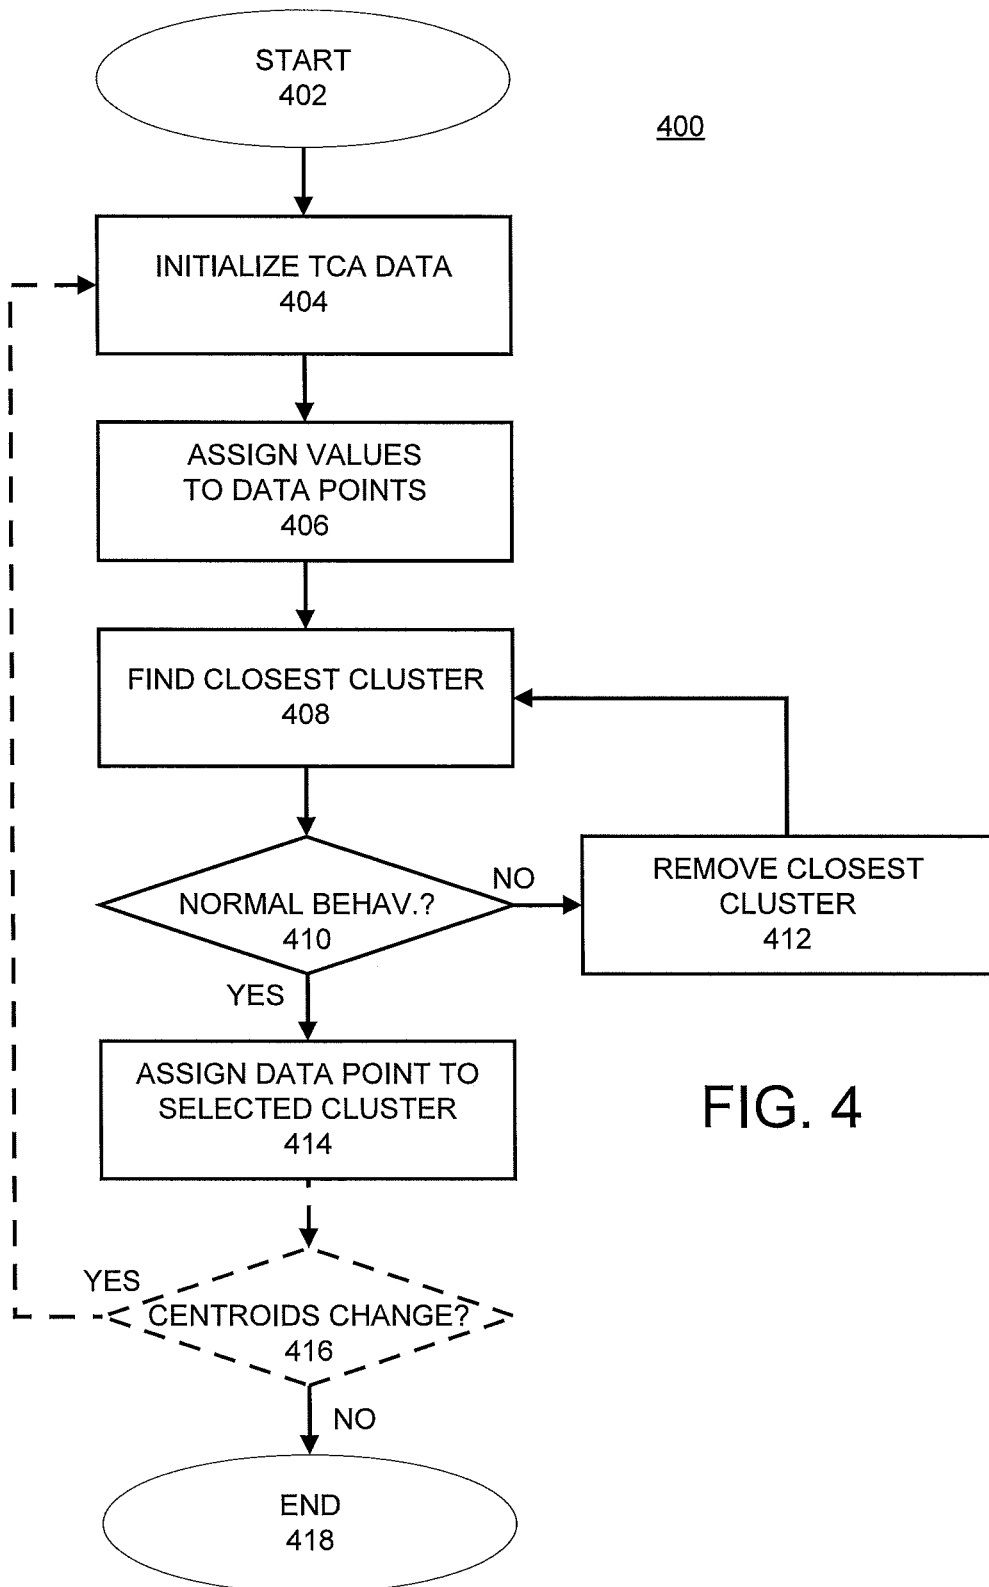 START
402
400
INITIALIZE TCA DATA
404
ASSIGN VALUES
TO DATA POINTS
406
FIND CLOSEST CLUSTER
408
NORMAL BEHAV.?
410
NO
REMOVE CLOSEST
CLUSTER
412
YES
ASSIGN DATA POINT TO
SELECTED CLUSTER
414
FIG. 4
YES
CENTROIDS CHANGE?
416
NO
END
418